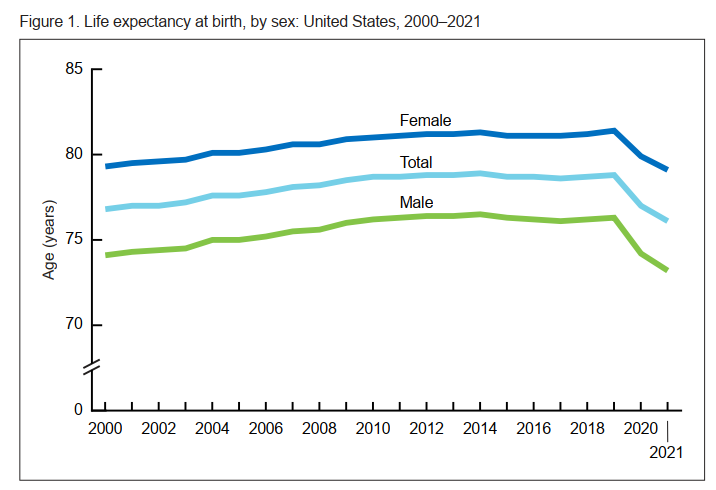 Figure 1. Life expectancy at birth, by sex: United States, 2000–2021
85
80
75
70
0
Age (years)
Female
Total
Male
2000 2002 2004 2006 2008 2010 2012 2014 2016 2018 2020
2021